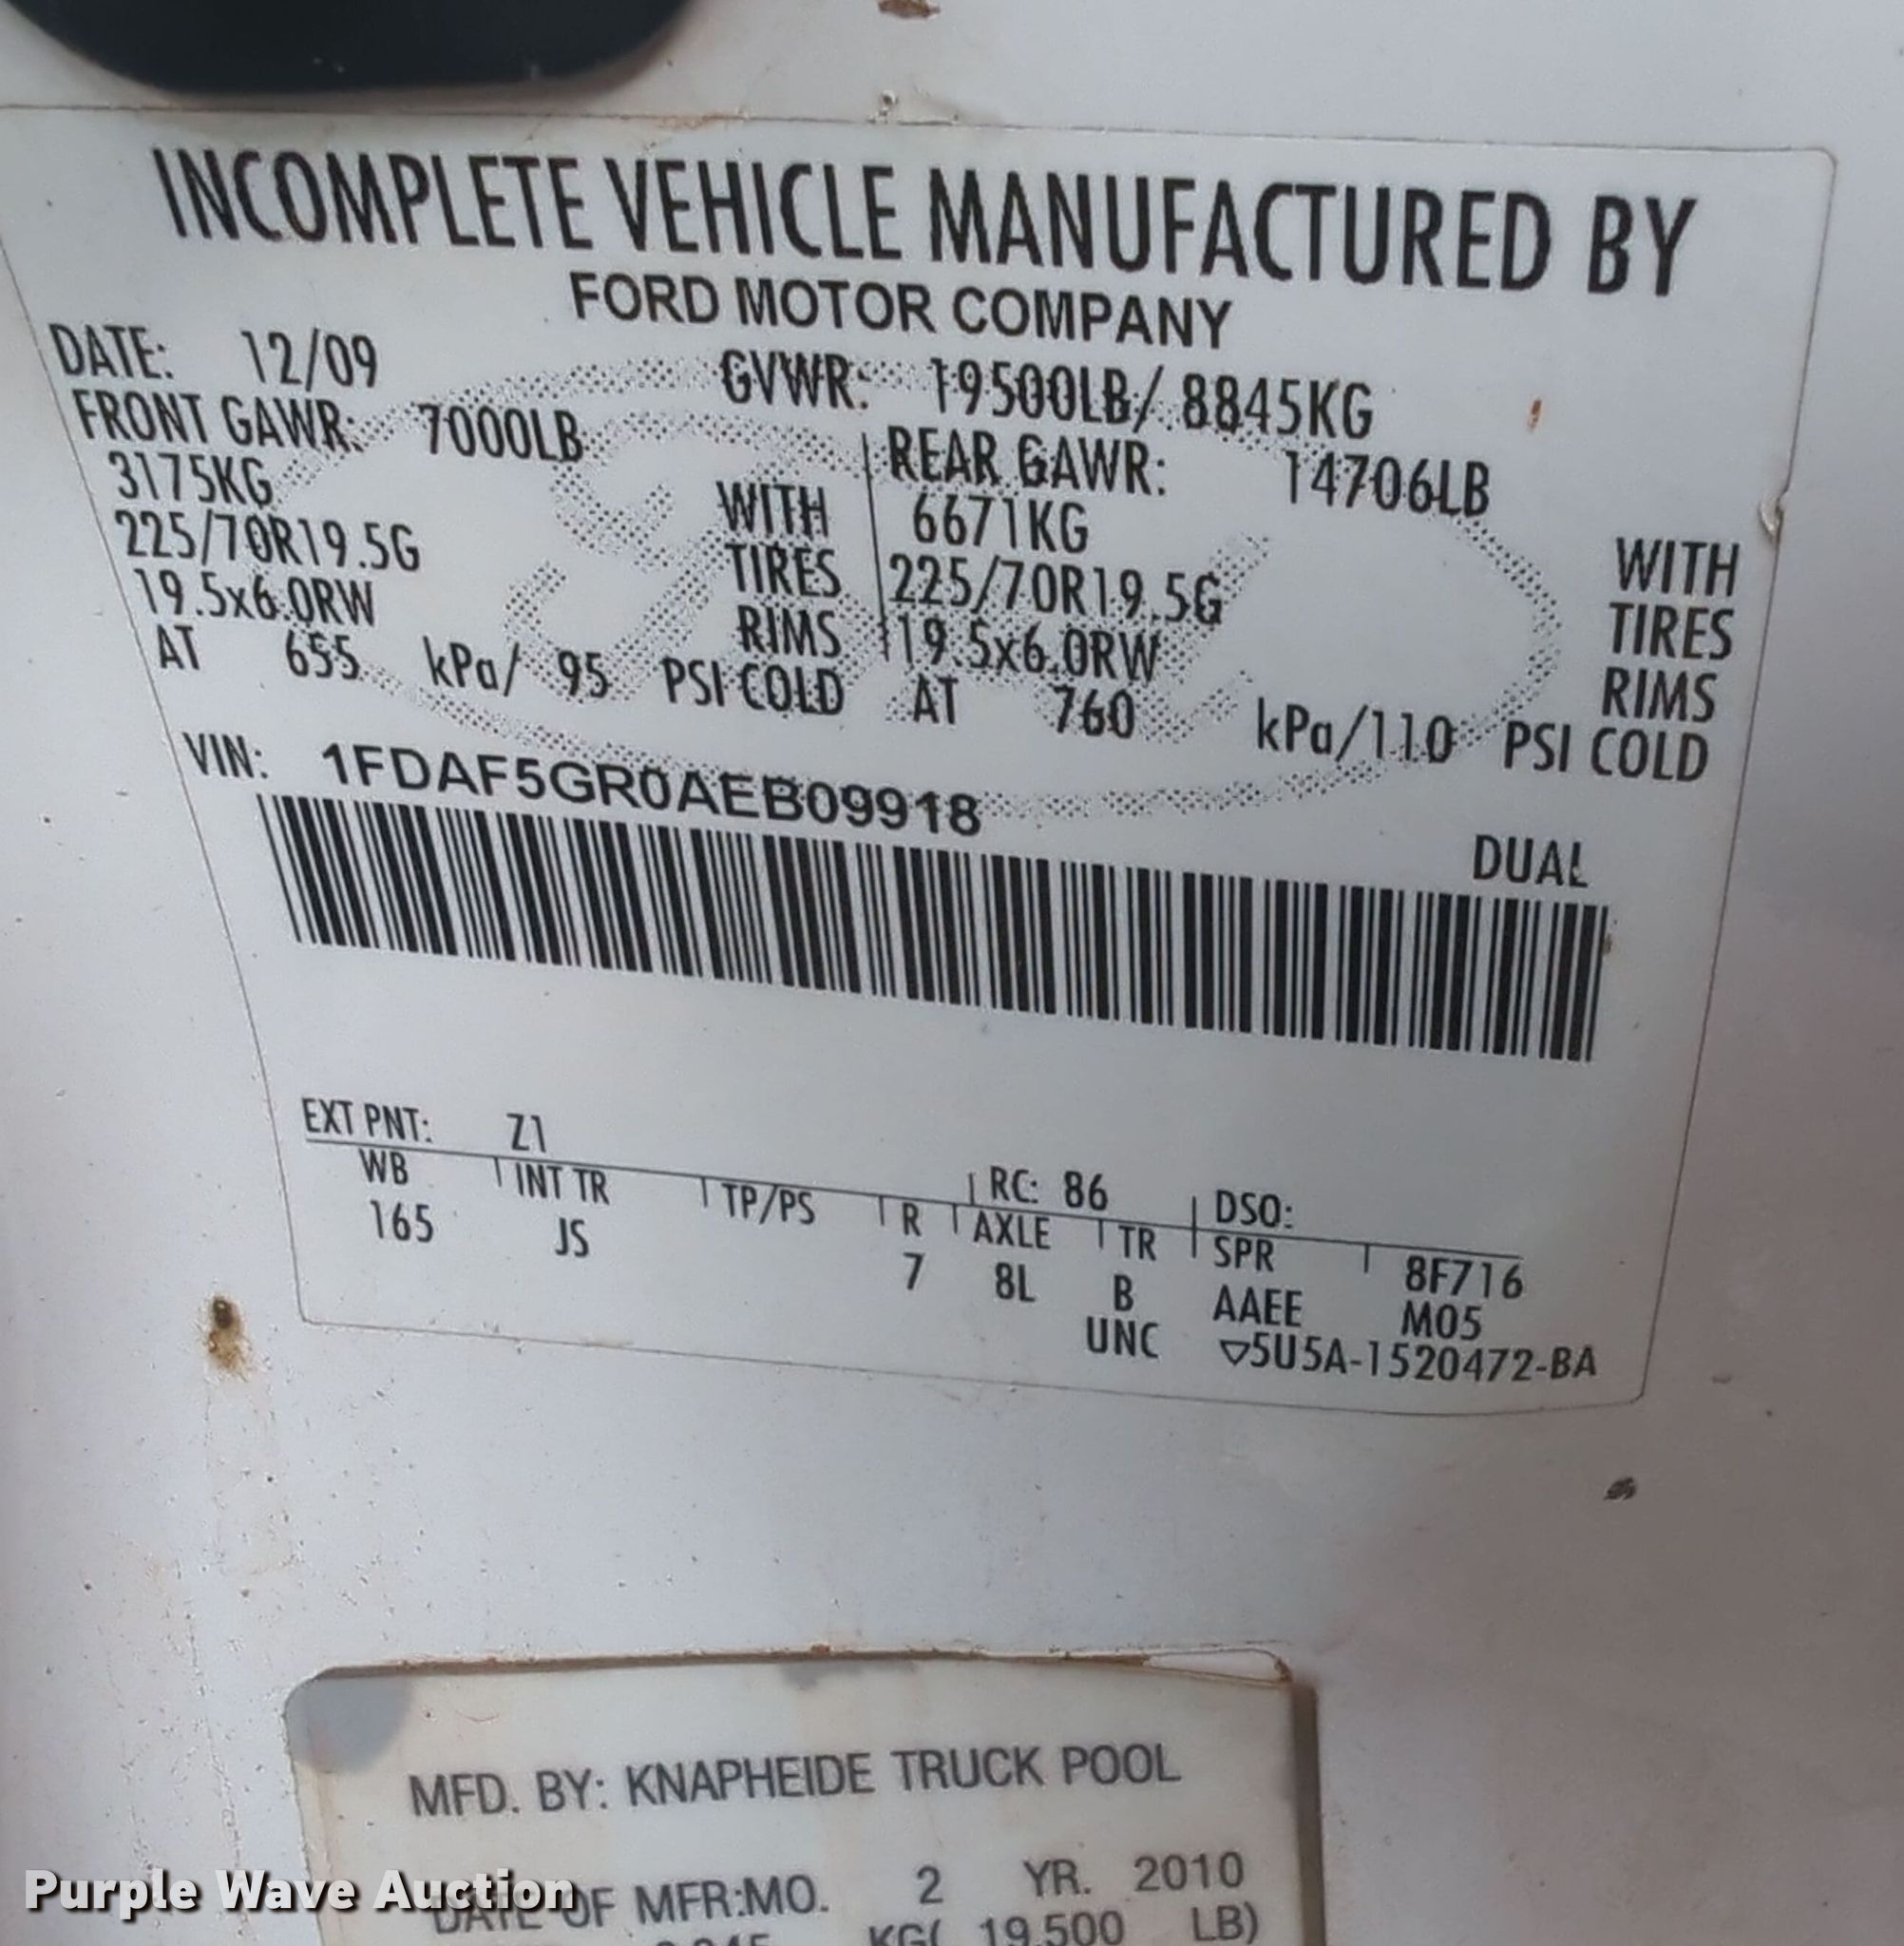 INCOMPLETE VEHICLE MANUFACTURED BY
FORD MOTOR COMPANY
DATE: 12/09 GVWR: 19500LB/ 8845KG
FRONT GAWR: 7000LB REAR GAWR: 14706LB
3175KG WITH 6671KG WITH
225/70R19.5G TIRES 225/70R19.5G TIRES
19.5x6.0RW RIMS 19.5x6.0RW RIMS
AT 655 kPa/ 95 PSI COLD AT 760 kPa/110 PSI COLD
VIN: 1FDAF5GR0AEB09918
DUAL
EXT PNT: Z1 RC: 86 DSO:
WB INT TR TP/PS R AXLE TR SPR 8F716
165 JS 7 8L B AAEE M05
UNC ▽5U5A-1520472-BA
MFD. BY: KNAPHEIDE TRUCK POOL
DATE OF MFR:MO. 2 YR. 2010
KG( 19,500 LB)
Purple Wave Auction